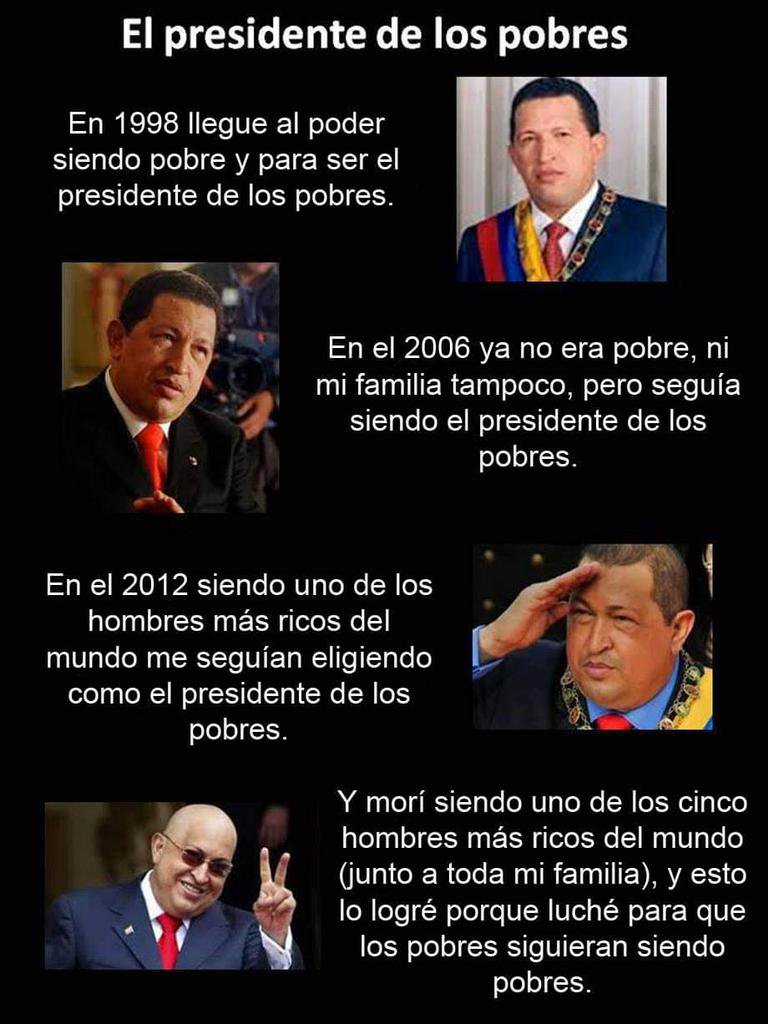 El presidente de los pobres
En 1998 llegue al poder
siendo pobre y para ser el
presidente de los pobres.
En el 2006 ya no era pobre, ni
mi familia tampoco, pero seguía
siendo el presidente de los
pobres.
En el 2012 siendo uno de los
hombres más ricos del
mundo me seguían eligiendo
como el presidente de los
pobres.
Y morí siendo uno de los cinco
hombres más ricos del mundo
(junto a toda mi familia), y esto
lo logré porque luché para que
los pobres siguieran siendo
pobres.